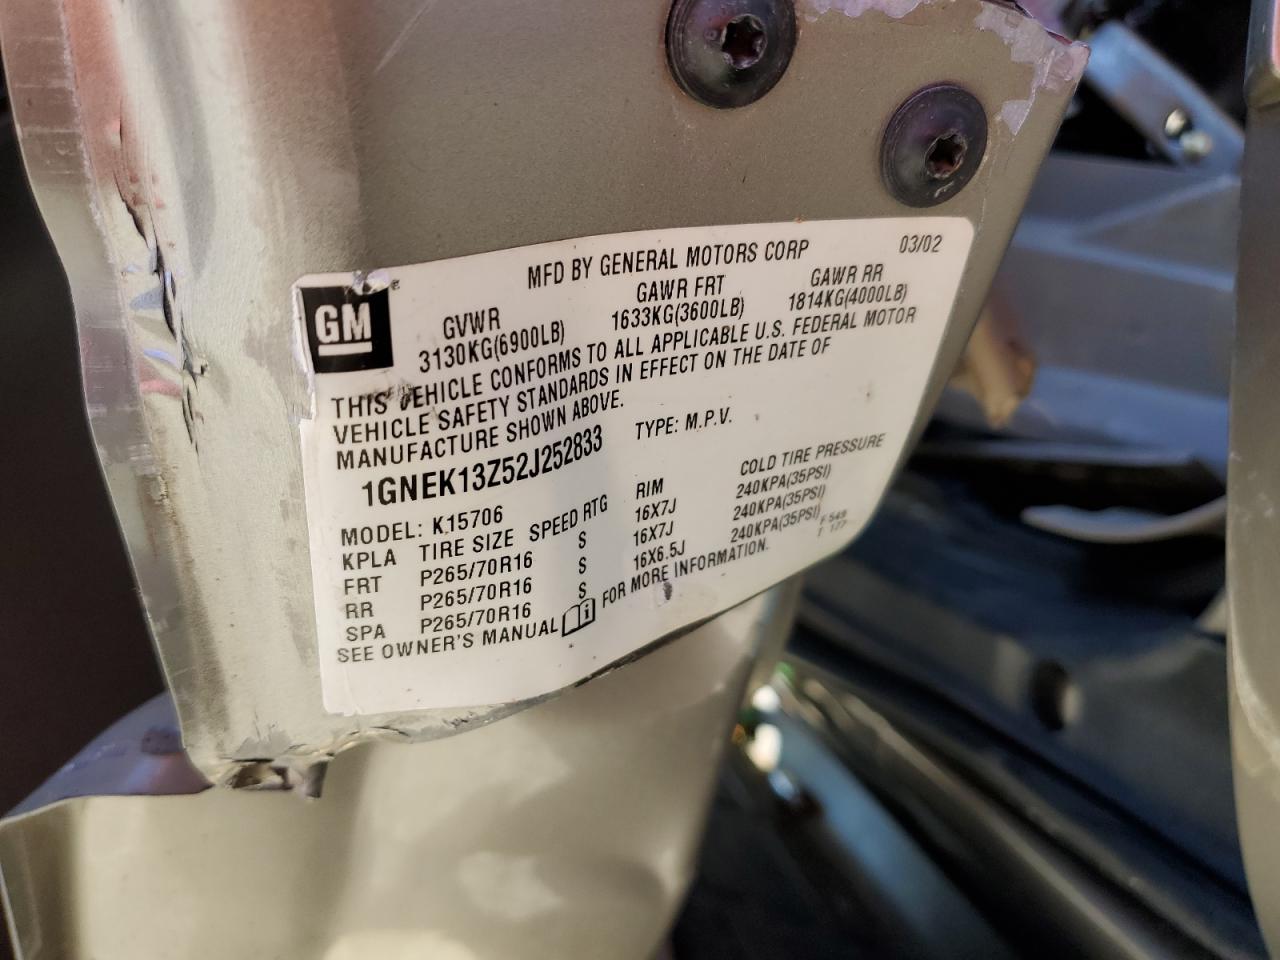 MFD BY GENERAL MOTORS CORP 03/02
GM
GVWR GAWR FRT GAWR RR
3130KG(6900LB) 1633KG(3600LB) 1814KG(4000LB)
THIS VEHICLE CONFORMS TO ALL APPLICABLE U.S. FEDERAL MOTOR
VEHICLE SAFETY STANDARDS IN EFFECT ON THE DATE OF
MANUFACTURE SHOWN ABOVE.
1GNEK13Z52J252833 TYPE: M.P.V.
MODEL: K15706
KPLA TIRE SIZE SPEED RTG RIM COLD TIRE PRESSURE
FRT P265/70R16 S 16X7J 240KPA(35PSI)
RR P265/70R16 S 16X7J 240KPA(35PSI)
SPA P265/70R16 S 16X6.5J 240KPA(35PSI)
SEE OWNER'S MANUAL FOR MORE INFORMATION.
F 549
T 177